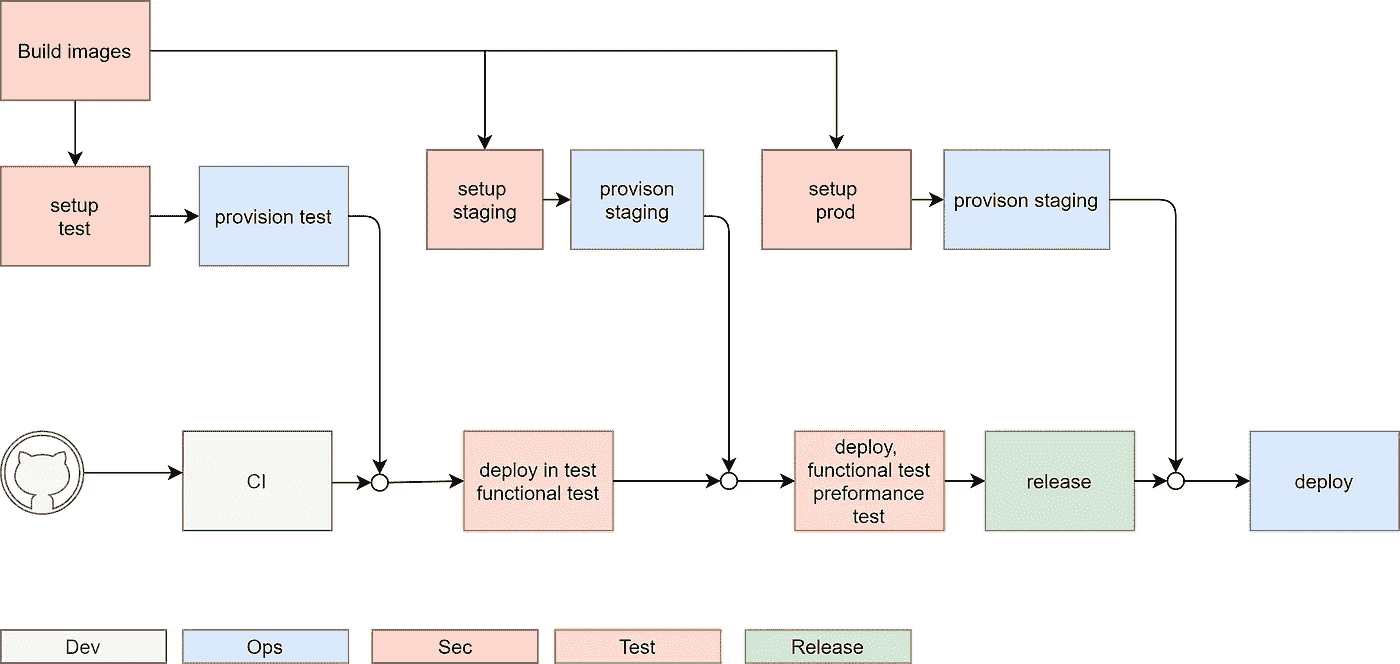 Build images
setup
test
provision test
setup
staging
provison
staging
setup
prod
provison staging
CI
deploy in test
functional test
deploy,
functional test
preformance
test
release
deploy
Dev
Ops
Sec
Test
Release